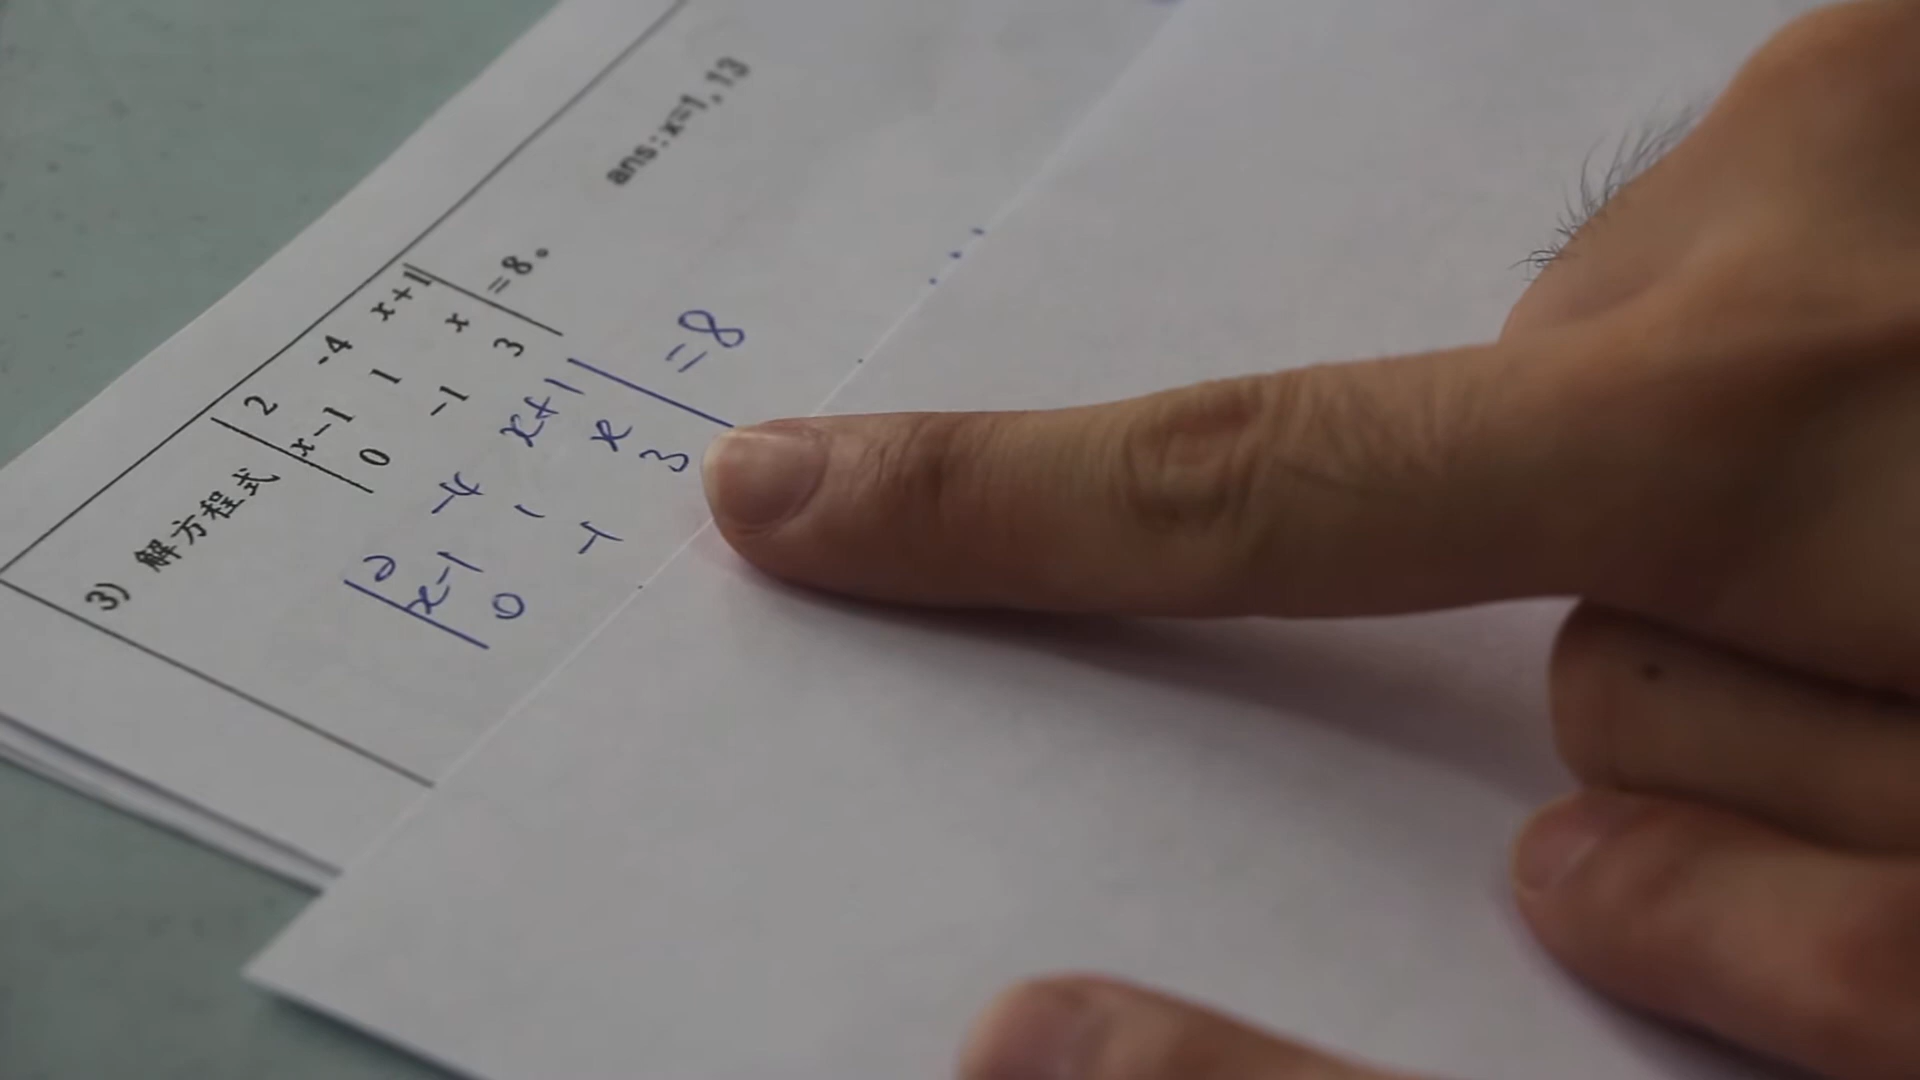 3) 解方程式
2 -4 x+1
x-1 1 x =8。
0 -1 3
ans:x=1,13
2 -4 x+1
x-1 1 x =8
0 -1 3